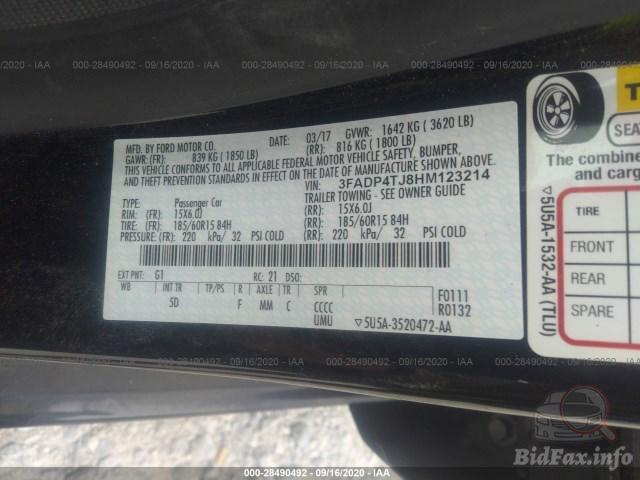 000-28490492 - 09/16/2020 - IAA
MFD. BY FORD MOTOR CO.
DATE: 03/17 GVWR: 1642 KG ( 3620 LB)
GAWR: (FR): 839 KG ( 1850 LB) (RR): 816 KG ( 1800 LB)
THIS VEHICLE CONFORMS TO ALL APPLICABLE FEDERAL MOTOR VEHICLE SAFETY, BUMPER,
AND THEFT PREVENTION STANDARDS IN EFFECT ON THE DATE OF MANUFACTURE SHOWN ABOVE.
VIN: 3FADP4TJ8HM123214
TYPE: Passenger Car TRAILER TOWING - SEE OWNER GUIDE
RIM: (FR): 15X6.0J (RR): 15X6.0J
TIRE: (FR): 185/60R15 84H (RR): 185/60R15 84H
PRESSURE: (FR): 220 kPa/ 32 PSI COLD (RR): 220 kPa/ 32 PSI COLD
EXT PNT: G1 RC: 21 DSO:
WB INT TR TP/PS R AXLE TR SPR
5D F MM C CCCC
UMU
F0111
R0132
▽5U5A-3520472-AA
SEA
The combine
and carg
TIRE
FRONT
REAR
SPARE
▽5U5A-1532-AA (TLU)
000-28490492 - 09/16/2020 - IAA
BidFax.info